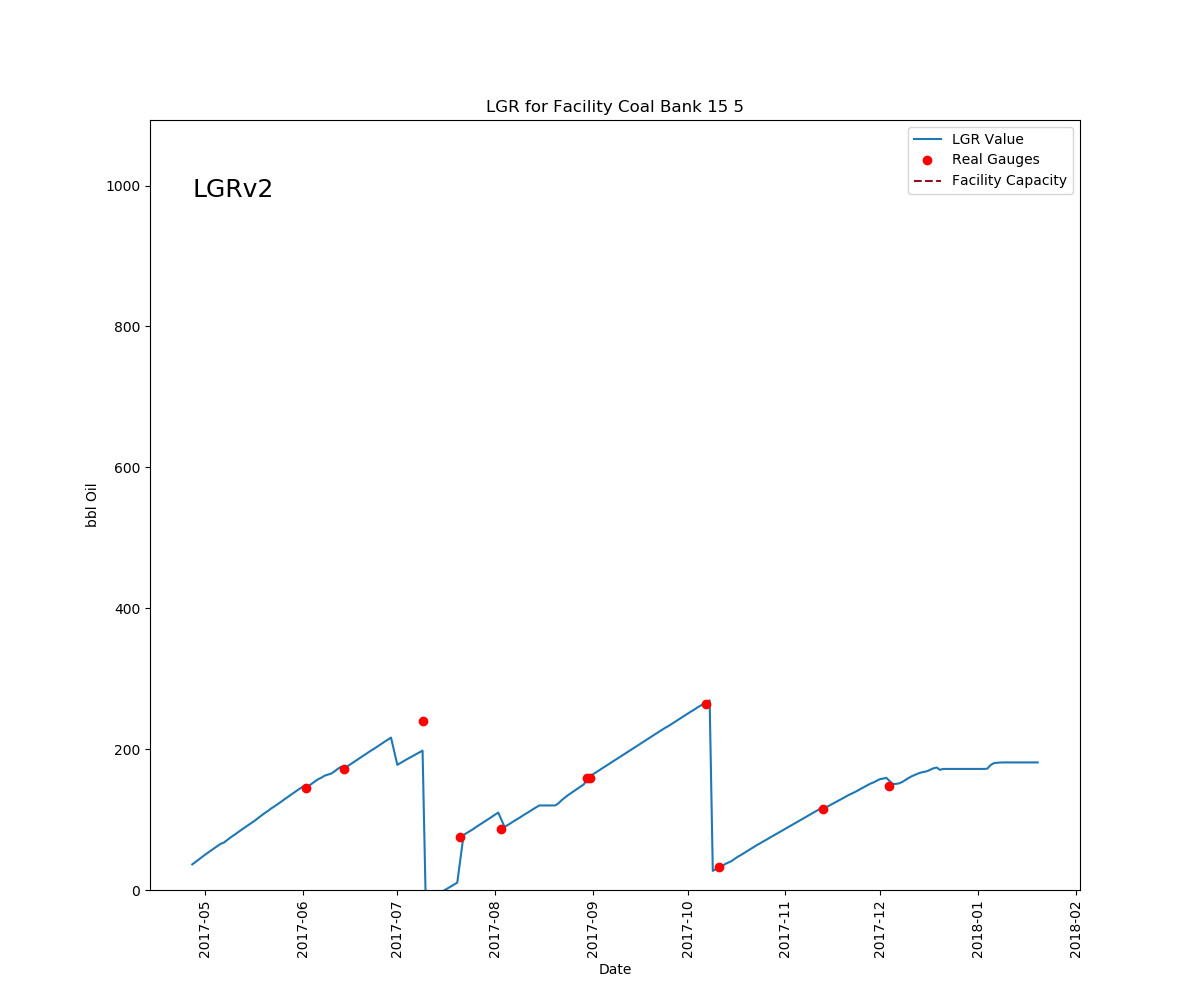 LGR for Facility Coal Bank 15 5
LGRv2
LGR Value
Real Gauges
Facility Capacity
1000
800
600
400
200
0
bbl Oil
2017-05
2017-06
2017-07
2017-08
2017-09
2017-10
2017-11
2017-12
2018-01
2018-02
Date